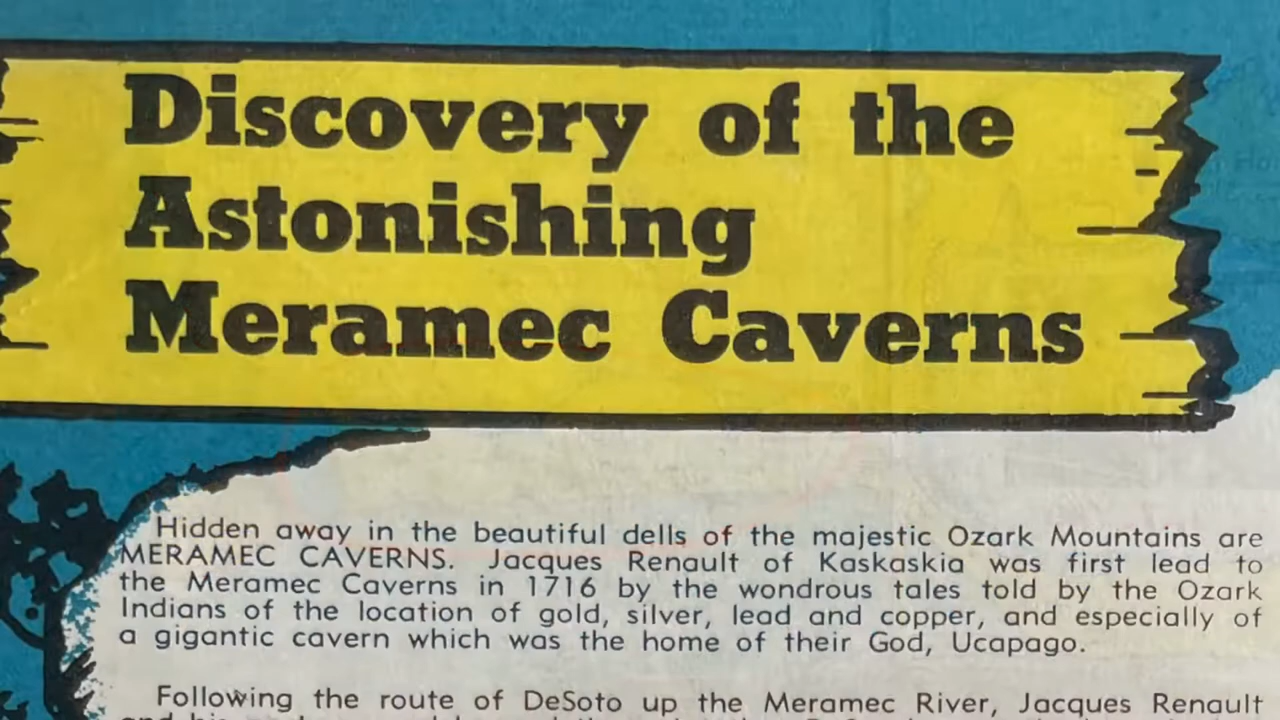 Discovery of the
Astonishing
Meramec Caverns
Hidden away in the beautiful dells of the majestic Ozark Mountains are
MERAMEC CAVERNS. Jacques Renault of Kaskaskia was first lead to
the Meramec Caverns in 1716 by the wondrous tales told by the Ozark
Indians of the location of gold, silver, lead and copper, and especially of
a gigantic cavern which was the home of their God, Ucapago.
Following the route of DeSoto up the Meramec River, Jacques Renault